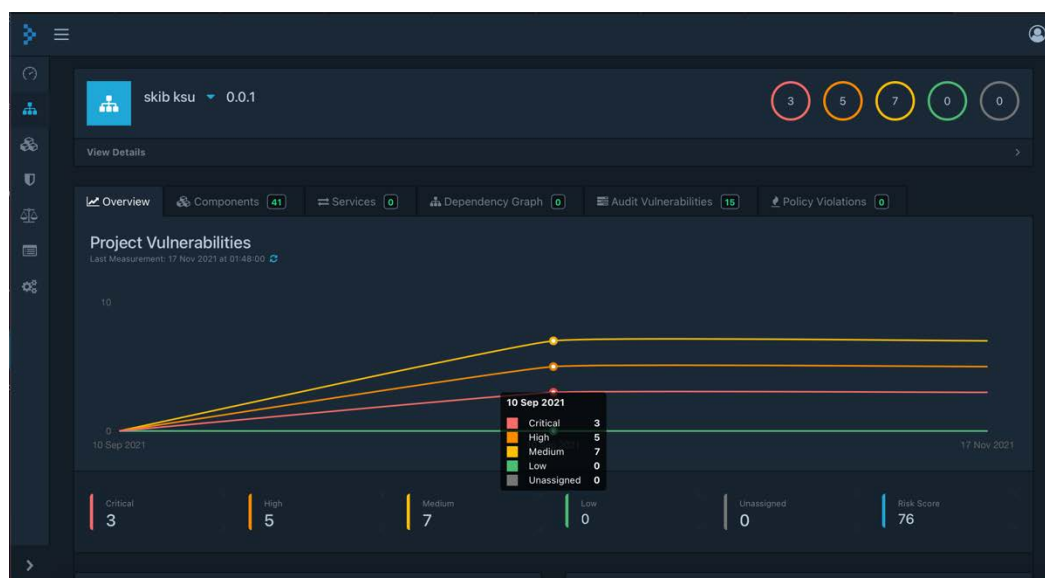 skib ksu 0.0.1
3 5 7 0 0
View Details
Overview Components 41 Services 0 Dependency Graph 0 Audit Vulnerabilities 15 Policy Violations 0
Project Vulnerabilities
Last Measurement: 17 Nov 2021 at 01:48:00
10
0
10 Sep 2021
17 Nov 2021
10 Sep 2021
Critical 3
High 5
Medium 7
Low 0
Unassigned 0
Critical High Medium Low Unassigned Risk Score
3 5 7 0 0 76